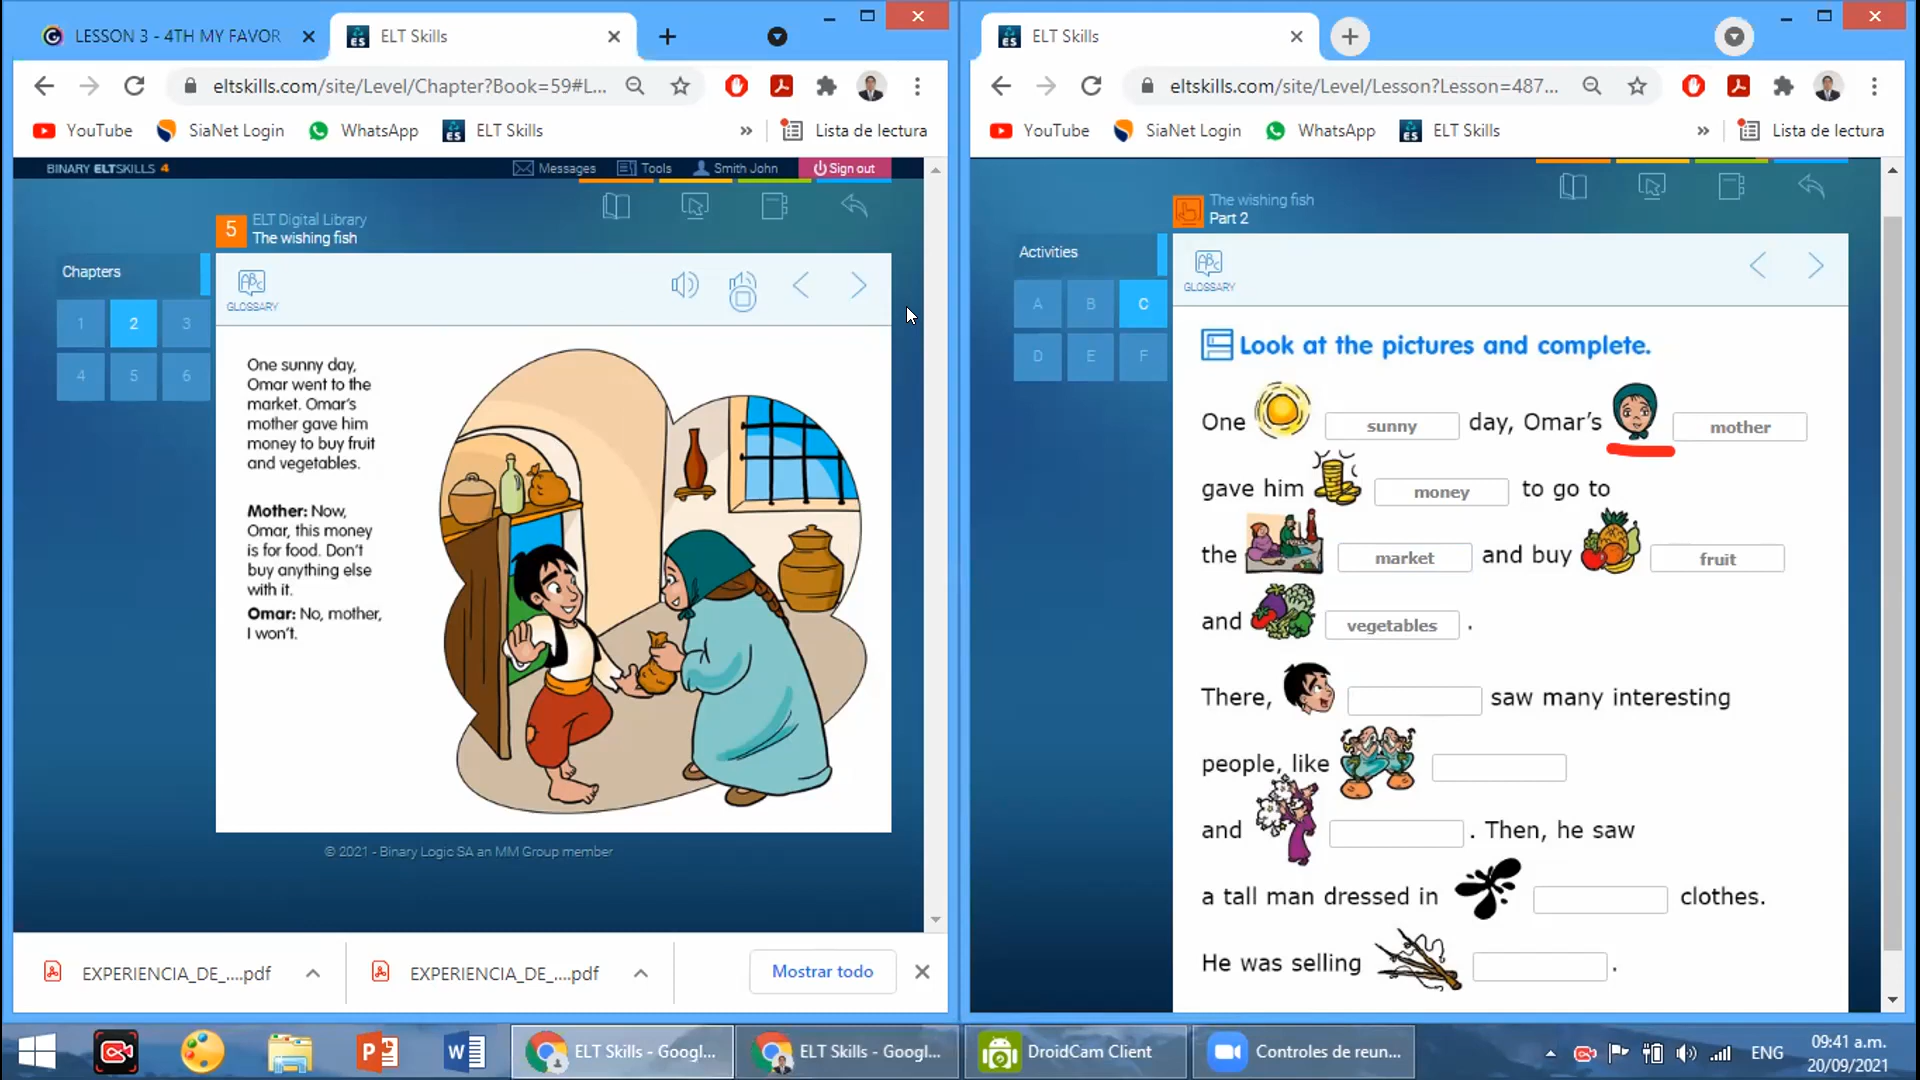 LESSON 3 - 4TH MY FAVOR
ELT Skills
eltskills.com/site/Level/Chapter?Book=59#L...
YouTube SiaNet Login WhatsApp ELT Skills » Lista de lectura
BINARY ELTSKILLS 4 Messages Tools Smith John Sign out
5 ELT Digital Library
The wishing fish
Chapters
ABC
GLOSSARY
1 2 3
4 5 6
One sunny day,
Omar went to the
market. Omar's
mother gave him
money to buy fruit
and vegetables.
Mother: Now,
Omar, this money
is for food. Don't
buy anything else
with it.
Omar: No, mother,
I won't.
© 2021 - Binary Logic SA an MM Group member
EXPERIENCIA_DE_....pdf EXPERIENCIA_DE_....pdf Mostrar todo
ELT Skills
eltskills.com/site/Level/Lesson?Lesson=487...
YouTube SiaNet Login WhatsApp ELT Skills » Lista de lectura
The wishing fish
Part 2
Activities
ABC
GLOSSARY
A B C
D E F
Look at the pictures and complete.
One sunny day, Omar's mother
gave him money to go to
the market and buy fruit
and vegetables .
There, saw many interesting
people, like
and . Then, he saw
a tall man dressed in clothes.
He was selling .
ELT Skills - Googl... ELT Skills - Googl... DroidCam Client Controles de reun... ENG 09:41 a.m.
20/09/2021